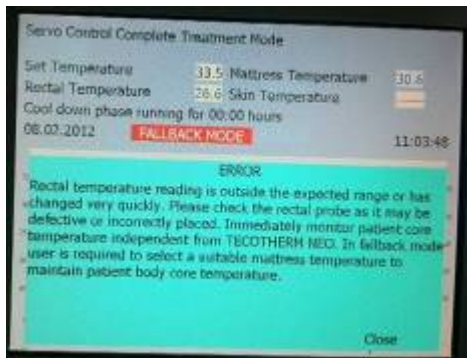 Servo Control Complete Treatment Mode
Set Temperature 33.5 Mattress Temperature 30.6
Rectal Temperature 26.6 Skin Temperature
Cool down phase running for 00:00 hours
08.02.2012 FALLBACK MODE 11:03:48
ERROR
Rectal temperature reading is outside the expected range or has
changed very quickly. Please check the rectal probe as it may be
defective or incorrectly placed. Immediately monitor patient core
temperature independent from TECOTHERM NEO. In fallback mode
user is required to select a suitable mattress temperature to
maintain patient body core temperature.
Close